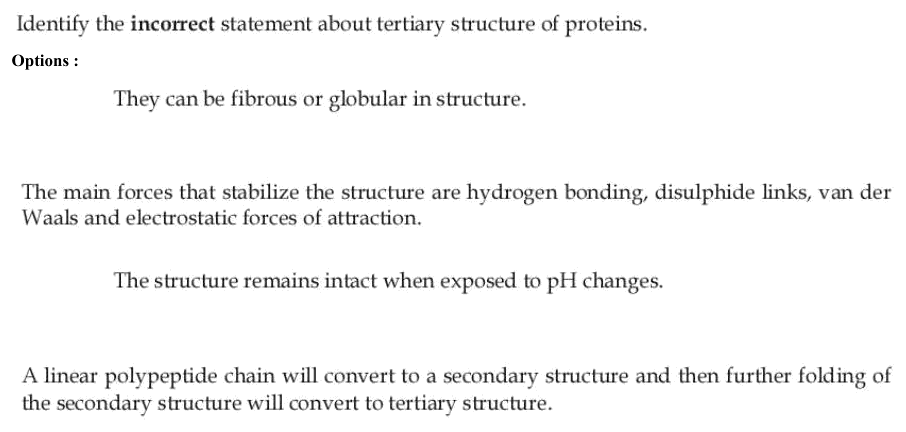 Identify the incorrect statement about tertiary structure of proteins.
Options :
They can be fibrous or globular in structure.
The main forces that stabilize the structure are hydrogen bonding, disulphide links, van der
Waals and electrostatic forces of attraction.
The structure remains intact when exposed to pH changes.
A linear polypeptide chain will convert to a secondary structure and then further folding of
the secondary structure will convert to tertiary structure.